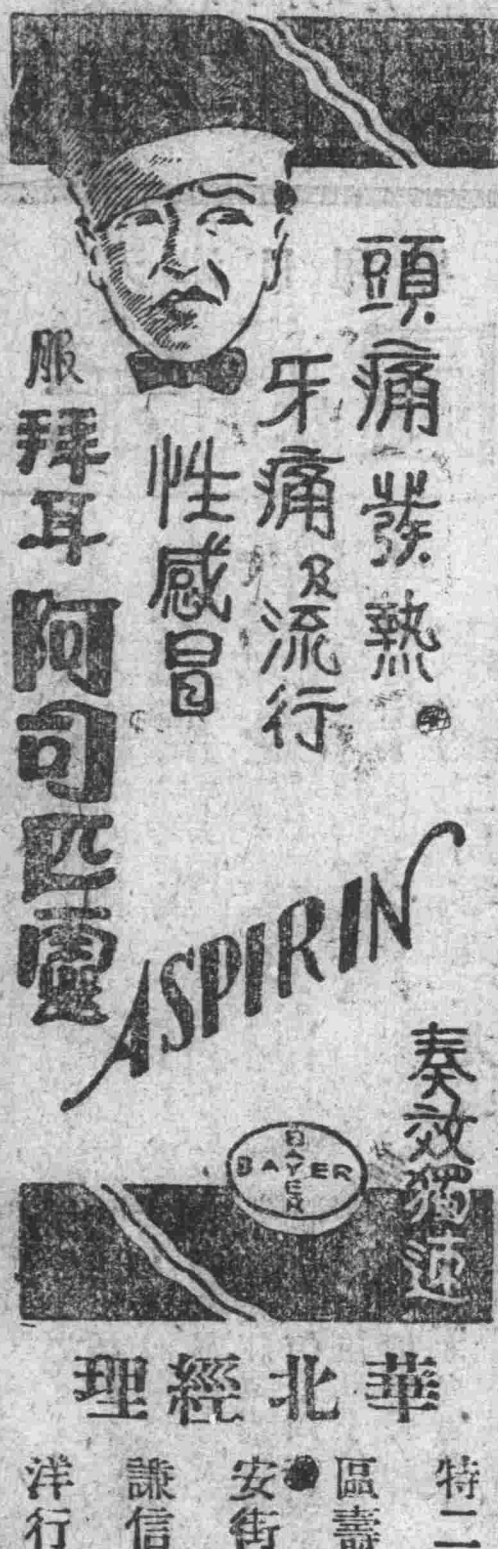 頭痛發熱
牙痛及流行
性感冒
服拜耳阿司匹靈
ASPIRIN
奏效獨速
BAYER
BAYER
華北經理
特二
區壽
安街
謙信
洋行